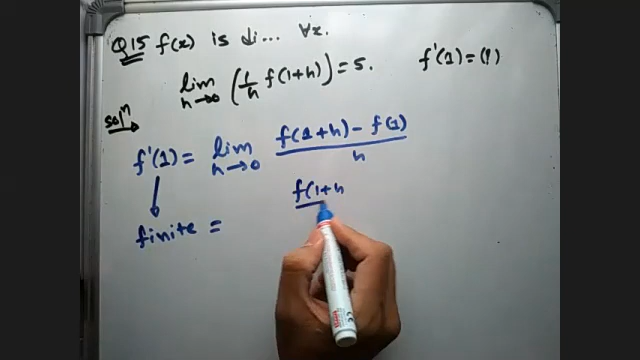 Q15 f(x) is di... ∀x.
lim h→0 (1/h f(1+h)) = 5. f'(1) = (?)
solⁿ
f'(1) = lim h→0 f(1+h) - f(1) / h
f(1+h
finite =